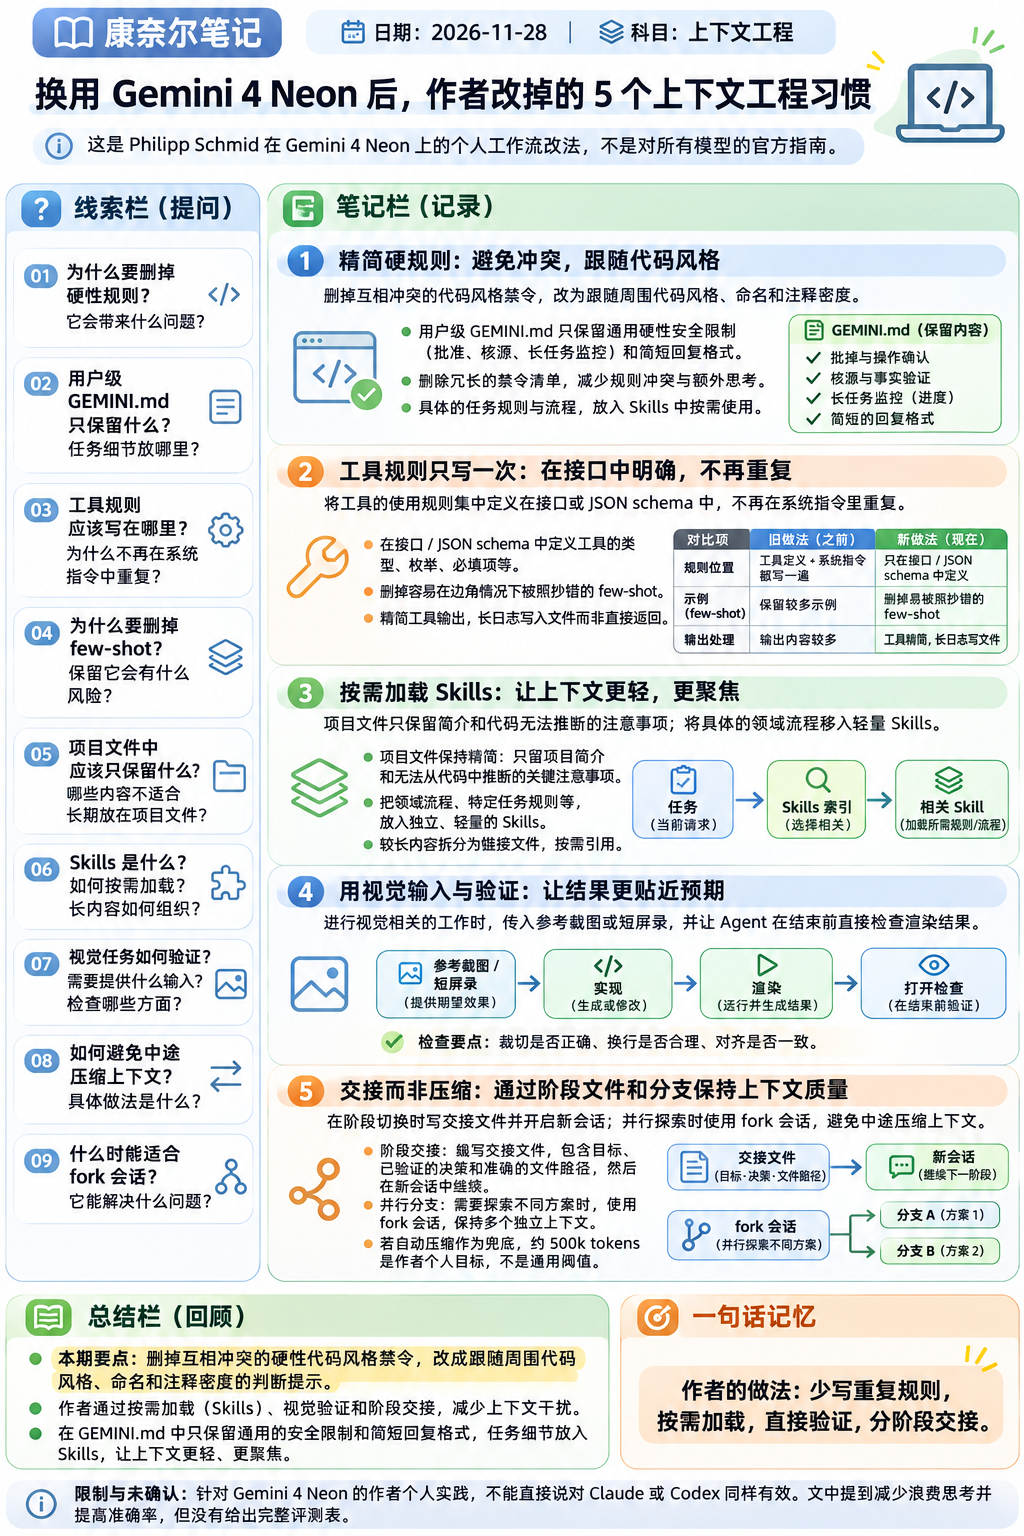 康奈尔笔记
日期：2026-11-28 | 科目：上下文工程
换用 Gemini 4 Neon 后，作者改掉的 5 个上下文工程习惯
这是 Philipp Schmid 在 Gemini 4 Neon 上的个人工作流改法，不是对所有模型的官方指南。
线索栏（提问）
01 为什么要删掉
硬性规则？
它会带来什么问题？
02 用户级
GEMINI.md
只保留什么？
任务细节放哪里？
03 工具规则
应该写在哪里？
为什么不再在系统
指令中重复？
04 为什么要删掉
few-shot？
保留它会有什么
风险？
05 项目文件中
应该只保留什么？
哪些内容不适合
长期放在项目文件？
06 Skills 是什么？
如何按需加载？
长内容如何组织？
07 视觉任务如何验证？
需要提供什么输入？
检查哪些方面？
08 如何避免中途
压缩上下文？
具体做法是什么？
09 什么时能适合
fork 会话？
它能解决什么问题？
笔记栏（记录）
1 精简硬规则：避免冲突，跟随代码风格
删掉互相冲突的代码风格禁令，改为跟随周围代码风格、命名和注释密度。
用户级 GEMINI.md 只保留通用硬性安全限制
（批准、核源、长任务监控）和简短回复格式。
删除冗长的禁令清单，减少规则冲突与额外思考。
具体的任务规则与流程，放入 Skills 中按需使用。
GEMINI.md（保留内容）
批掉与操作确认
核源与事实验证
长任务监控（进度）
简短的回复格式
2 工具规则只写一次：在接口中明确，不再重复
将工具的使用规则集中定义在接口或 JSON schema 中，不再在系统指令里重复。
在接口 / JSON schema 中定义工具的类
型、枚举、必填项等。
删掉容易在边角情况下被照抄错的 few-shot。
精简工具输出，长日志写入文件而非直接返回。
对比项 旧做法（之前） 新做法（现在）
规则位置 工具定义 + 系统指令 只在接口 / JSON
写一遍 schema 中定义
示例 保留较多示例 删掉易被照抄错的
(few-shot) few-shot
输出处理 输出内容较多 工具精简，长日志写文件
3 按需加载 Skills：让上下文更轻，更聚焦
项目文件只保留简介和代码无法推断的注意事项；将具体的领域流程移入轻量 Skills。
项目文件保持精简：只留项目简介
和无法从代码中推断的关键注意事项。
把领域流程、特定任务规则等，
放入独立、轻量的 Skills。
较长内容拆分为链接文件，按需引用。
任务
（当前请求）
Skills 索引
（选择相关）
相关 Skill
（加载所需规则/流程）
4 用视觉输入与验证：让结果更贴近预期
进行视觉相关的工作时，传入参考截图或短屏录，并让 Agent 在结束前直接检查渲染结果。
参考截图 /
短屏录
（提供期望效果）
实现
（生成或修改）
渲染
（运行并生成结果）
打开检查
（在结束前验证）
检查要点：裁切是否正确、换行是否合理、对齐是否一致。
5 交接而非压缩：通过阶段文件和分支保持上下文质量
在阶段切换时写交接文件并开启新会话；并行探索时使用 fork 会话，避免中途压缩上下文。
阶段交接：写交接文件，包含目标、
已验证的决策和准确的文件路径，然后
在新会话中继续。
并行分支：需要探索不同方案时，使用
fork 会话，保持多个独立上下文。
若自动压缩作为兜底，约 500k tokens
是作者个人目标，不是通用阈值。
交接文件
（目标·决策·文件路径）
新会话
（继续下一阶段）
fork 会话
（并行探索不同方案）
分支 A（方案 1）
分支 B（方案 2）
总结栏（回顾）
本期要点：删掉互相冲突的硬性代码风格禁令，改成跟随周围代码
风格、命名和注释密度的判断提示。
作者通过按需加载（Skills）、视觉验证和阶段交接，减少上下文干扰。
在 GEMINI.md 中只保留通用的安全限制和简短回复格式，任务细节放入
Skills，让上下文更轻、更聚焦。
一句话记忆
作者的做法：少写重复规则，
按需加载，直接验证，分阶段交接。
限制与未确认：针对 Gemini 4 Neon 的作者个人实践，不能直接说对 Claude 或 Codex 同样有效。文中提到减少浪费思考并
提高准确率，但没有给出完整评测表。